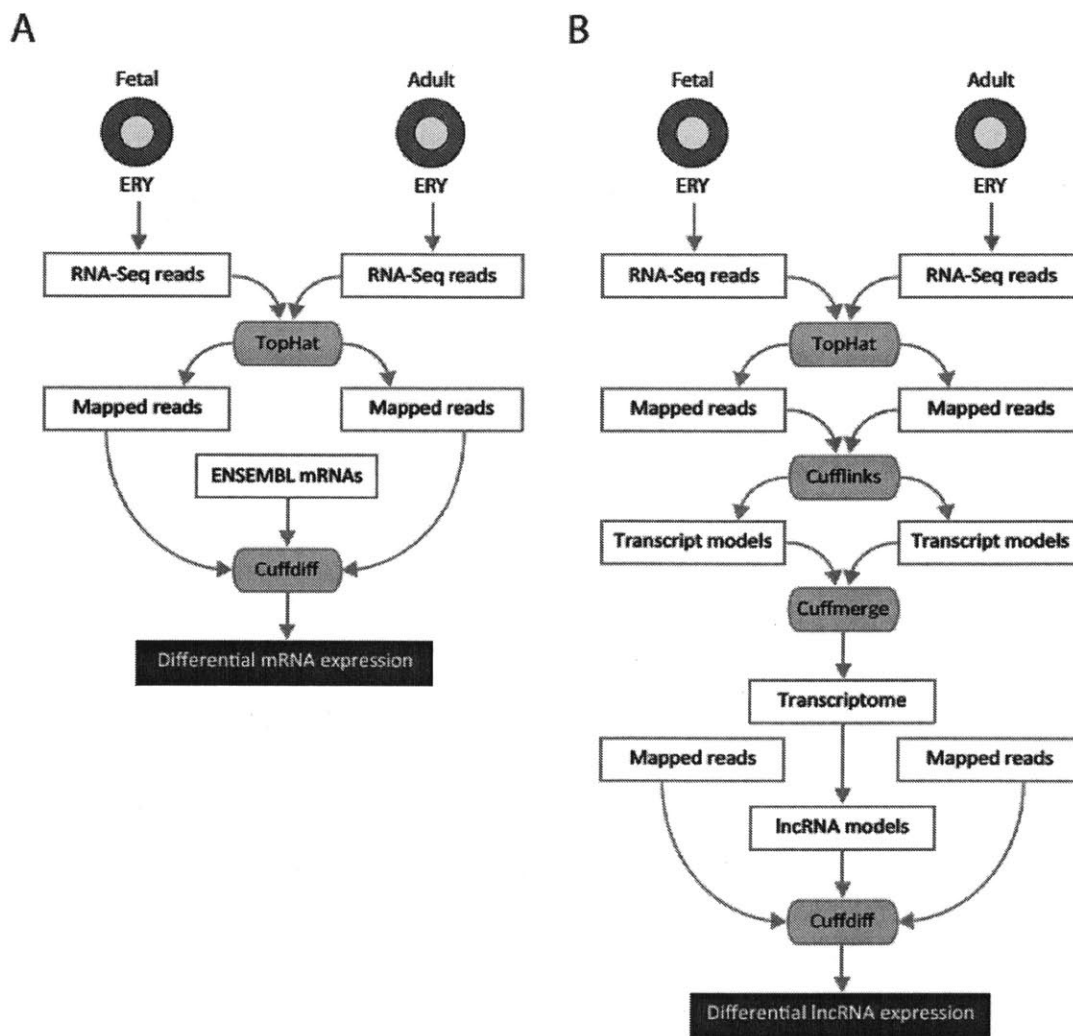 A
Fetal
Adult
ERY
ERY
RNA-Seq reads
RNA-Seq reads
TopHat
Mapped reads
Mapped reads
ENSEMBL mRNAs
Cuffdiff
Differential mRNA expression
B
Fetal
Adult
ERY
ERY
RNA-Seq reads
RNA-Seq reads
TopHat
Mapped reads
Mapped reads
Cufflinks
Transcript models
Transcript models
Cuffmerge
Transcriptome
Mapped reads
Mapped reads
lncRNA models
Cuffdiff
Differential lncRNA expression